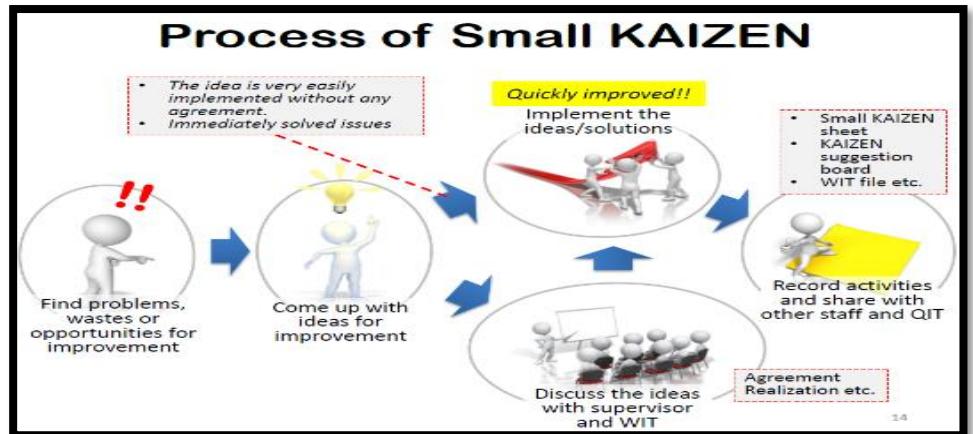 Process of Small KAIZEN
• The idea is very easily
implemented without any
agreement.
• Immediately solved issues
Quickly improved!!
Implement the
ideas/solutions
• Small KAIZEN
sheet
• KAIZEN
suggestion
board
• WIT file etc.
!!
Find problems,
wastes or
opportunities for
improvement
Come up with
ideas for
improvement
Record activities
and share with
other staff and QIT
Discuss the ideas
with supervisor
and WIT
Agreement
Realization etc.
14